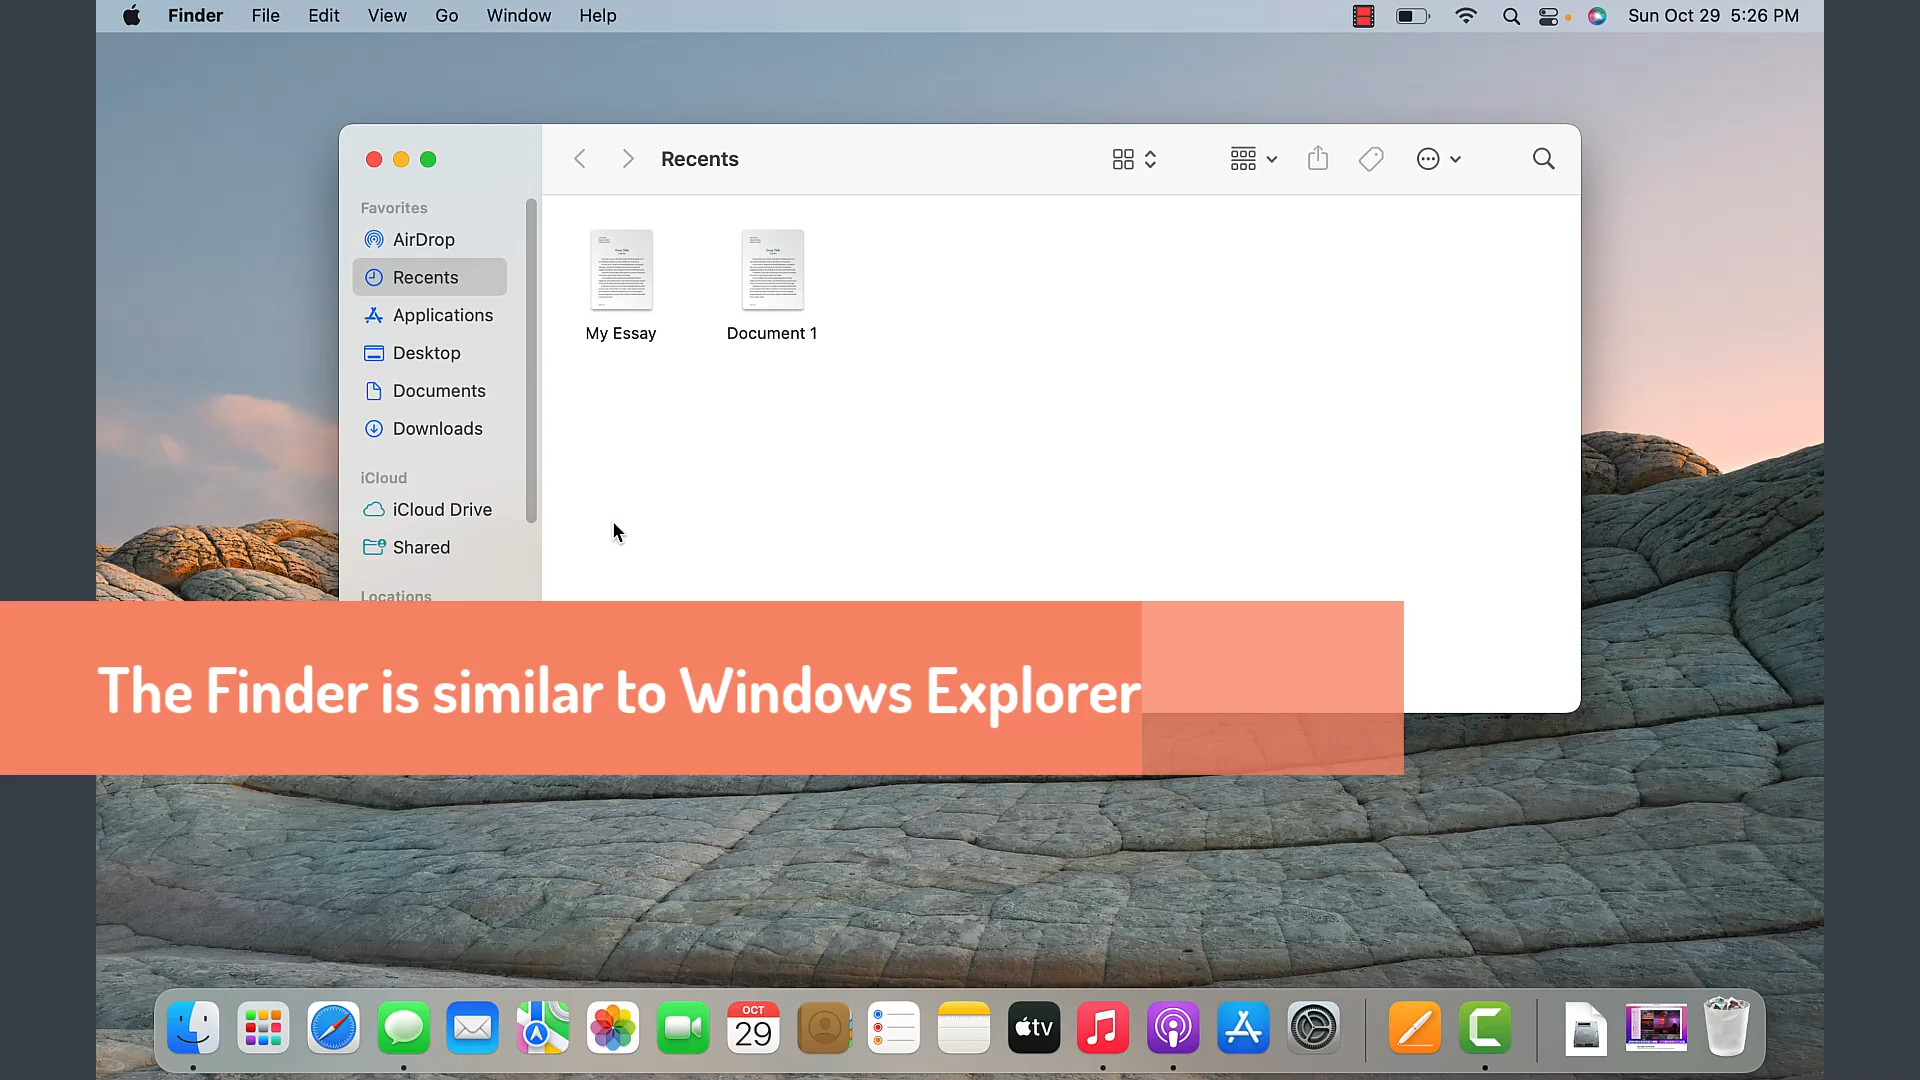 Finder File Edit View Go Window Help Sun Oct 29 5:26 PM
Recents
Favorites
AirDrop
Recents
Applications
Desktop
Documents
Downloads
iCloud
iCloud Drive
Shared
Locations
My Essay Document 1
The Finder is similar to Windows Explorer
OCT
29
tv